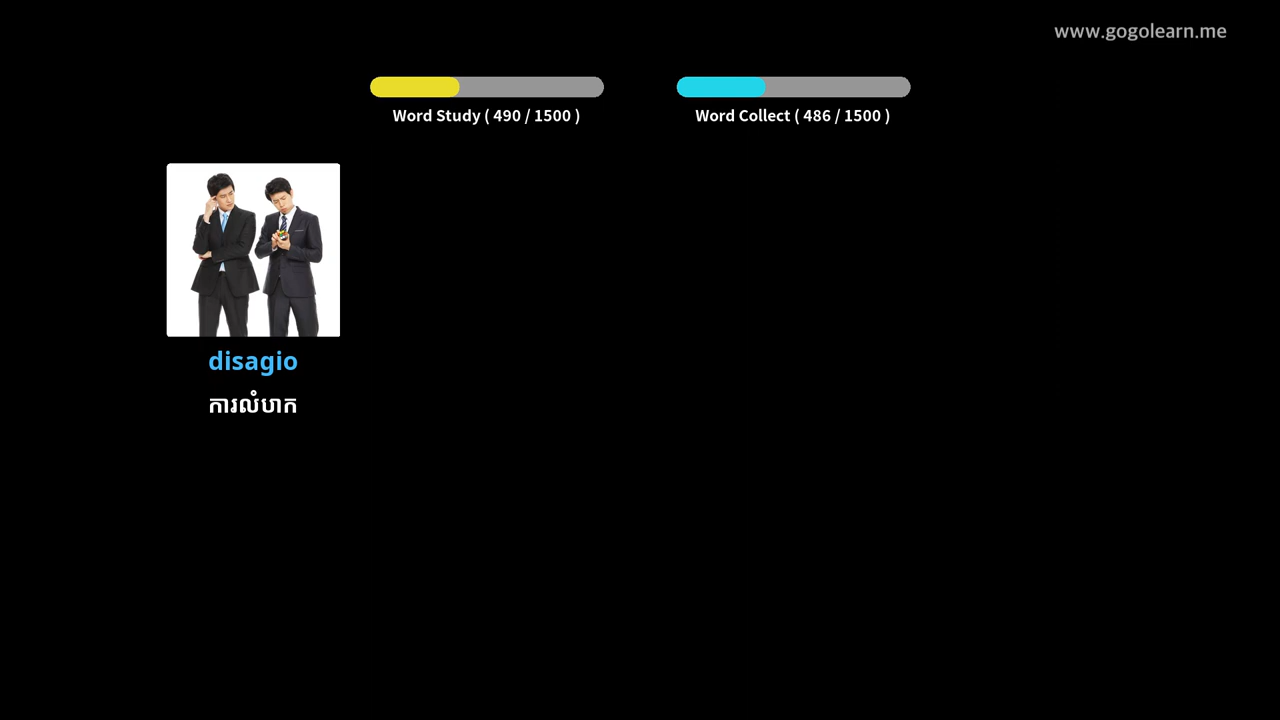 www.gogolearn.me
Word Study ( 490 / 1500 )
Word Collect ( 486 / 1500 )
disagio
ការលំបាក